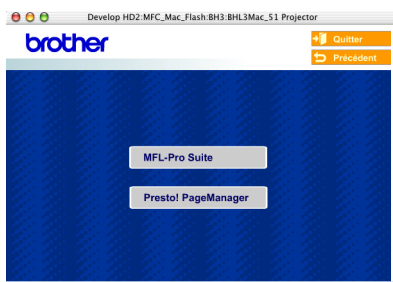 Develop HD2:MFC_Mac_Flash:BH3:BHL3Mac_51 Projector
brother
Quitter
Précédent
MFL-Pro Suite
Presto! PageManager